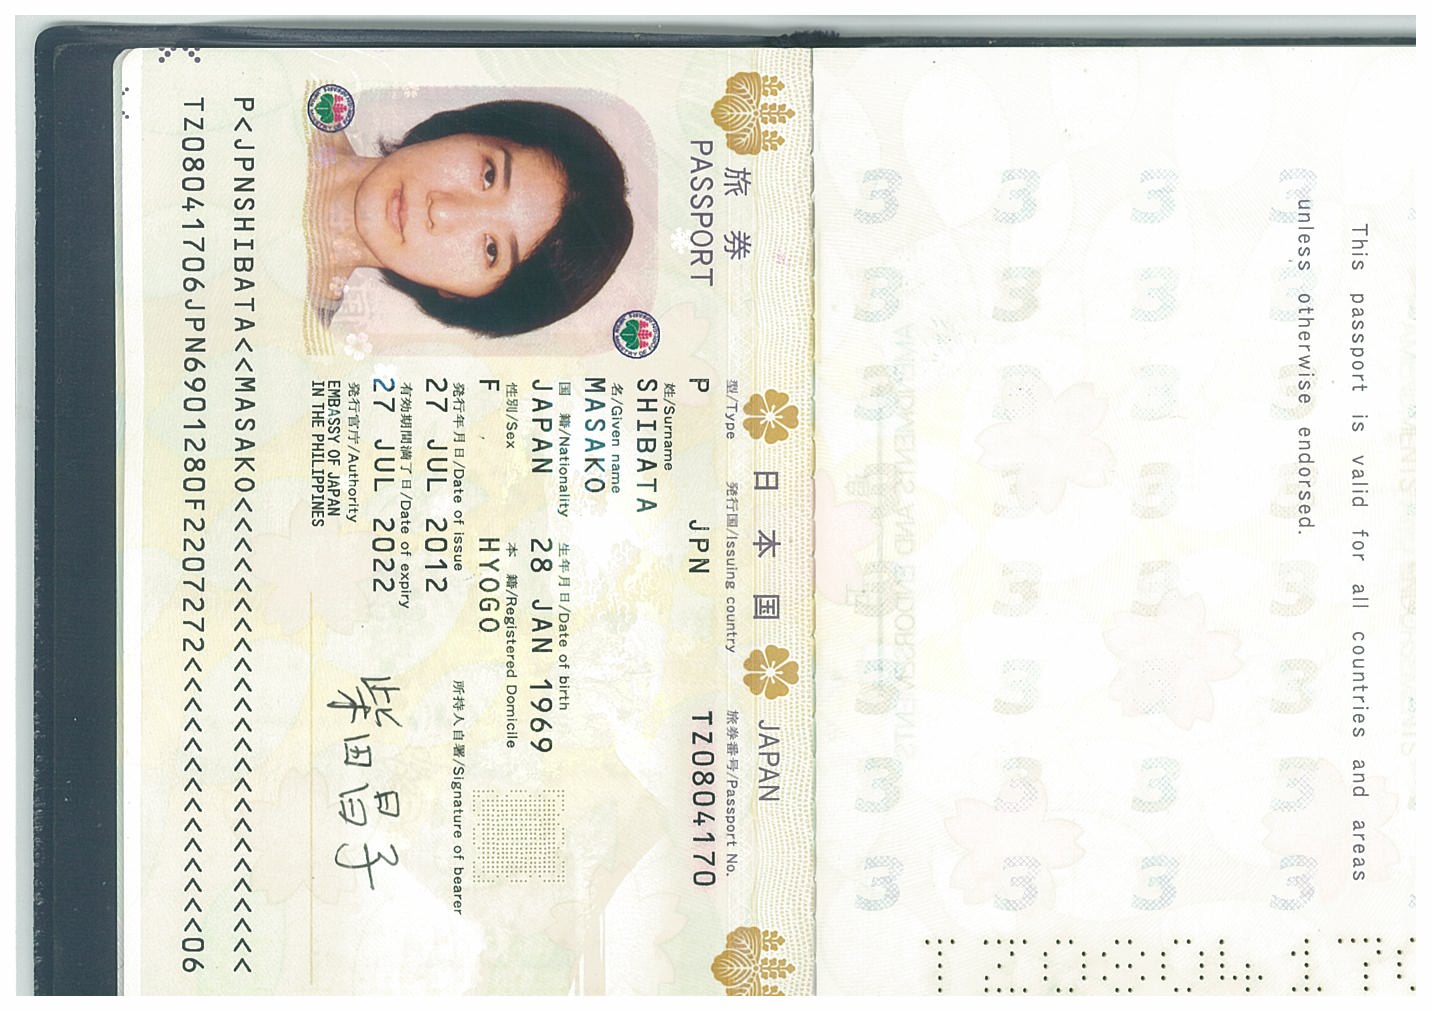 旅券
PASSPORT
日本国 JAPAN
型/Type 発行国/Issuing country 旅券番号/Passport No.
P JPN TZ0804170
姓/Surname
SHIBATA
名/Given name
MASAKO
国籍/Nationality 生年月日/Date of birth
JAPAN 28 JAN 1969
性別/Sex 本籍/Registered Domicile
F HYOGO
発行年月日/Date of issue 所持人自署/Signature of bearer
27 JUL 2012
有効期間満了日/Date of expiry
27 JUL 2022
発行官庁/Authority
EMBASSY OF JAPAN
IN THE PHILIPPINES
柴田昌子
P<JPNSHIBATA<<MASAKO<<<<<<<<<<<<<<<<<<<<<<<<
TZ08041706JPN6901280F2207272<<<<<<<<<<<<<<06
This passport is valid for all countries and areas
unless otherwise endorsed.